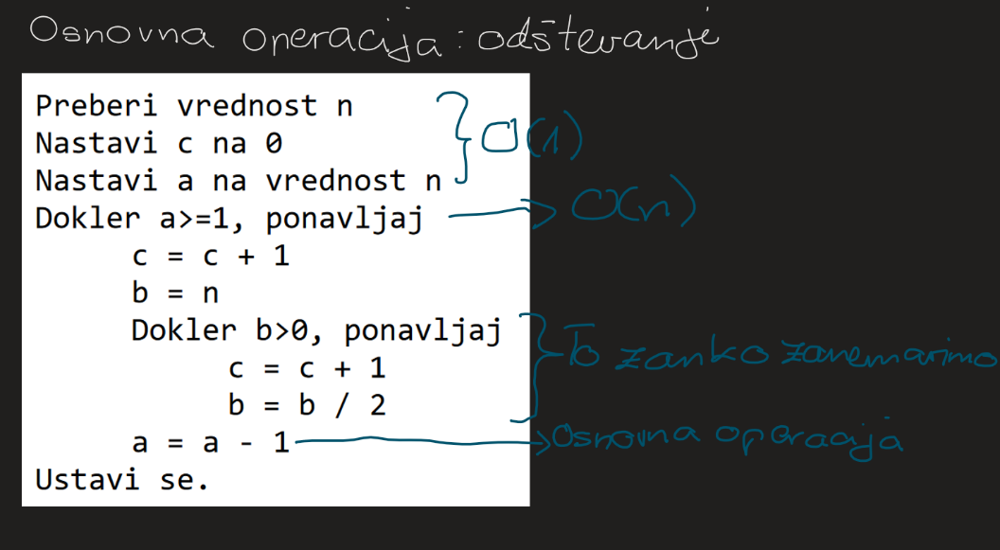 Osnovna operacija: odštevanje
Preberi vrednost n
Nastavi c na 0
Nastavi a na vrednost n
O(1)
Dokler a>=1, ponavljaj
O(n)
c = c + 1
b = n
Dokler b>0, ponavljaj
c = c + 1
b = b / 2
To zanko zanemarimo
a = a - 1
Osnovna operacija
Ustavi se.